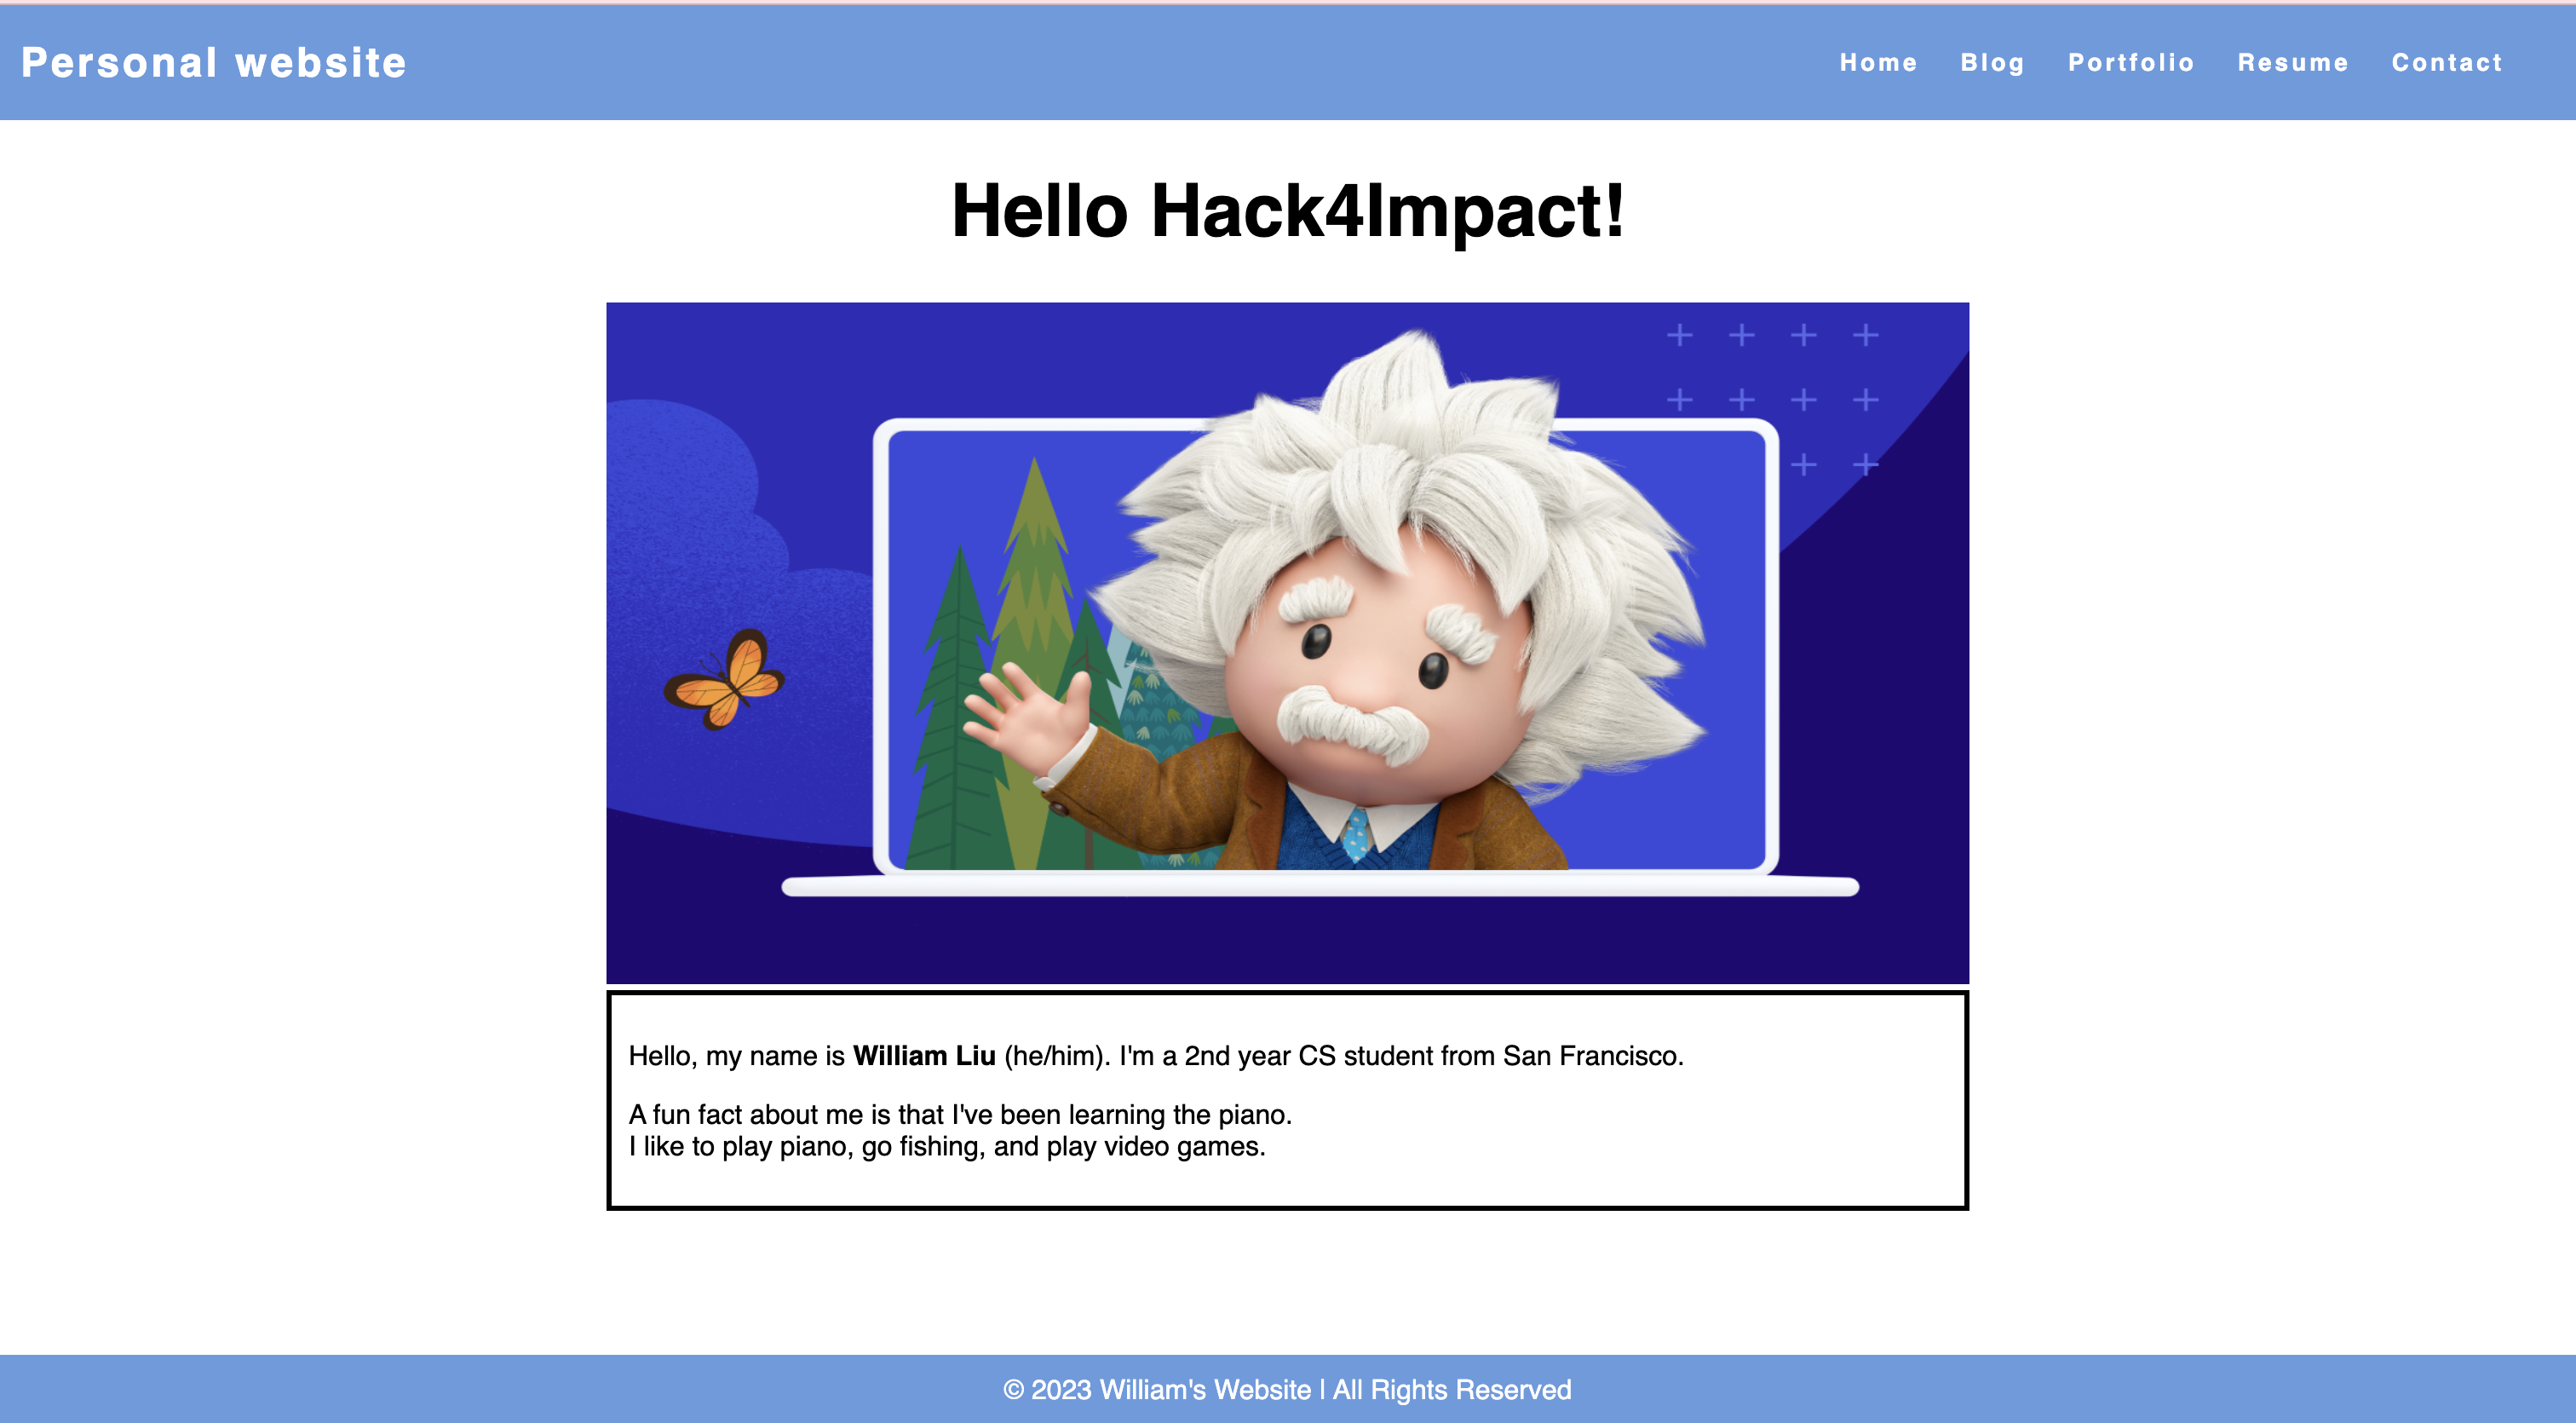 Personal website
Home Blog Portfolio Resume Contact
Hello Hack4Impact!
Hello, my name is William Liu (he/him). I'm a 2nd year CS student from San Francisco.
A fun fact about me is that I've been learning the piano.
I like to play piano, go fishing, and play video games.
© 2023 William's Website | All Rights Reserved